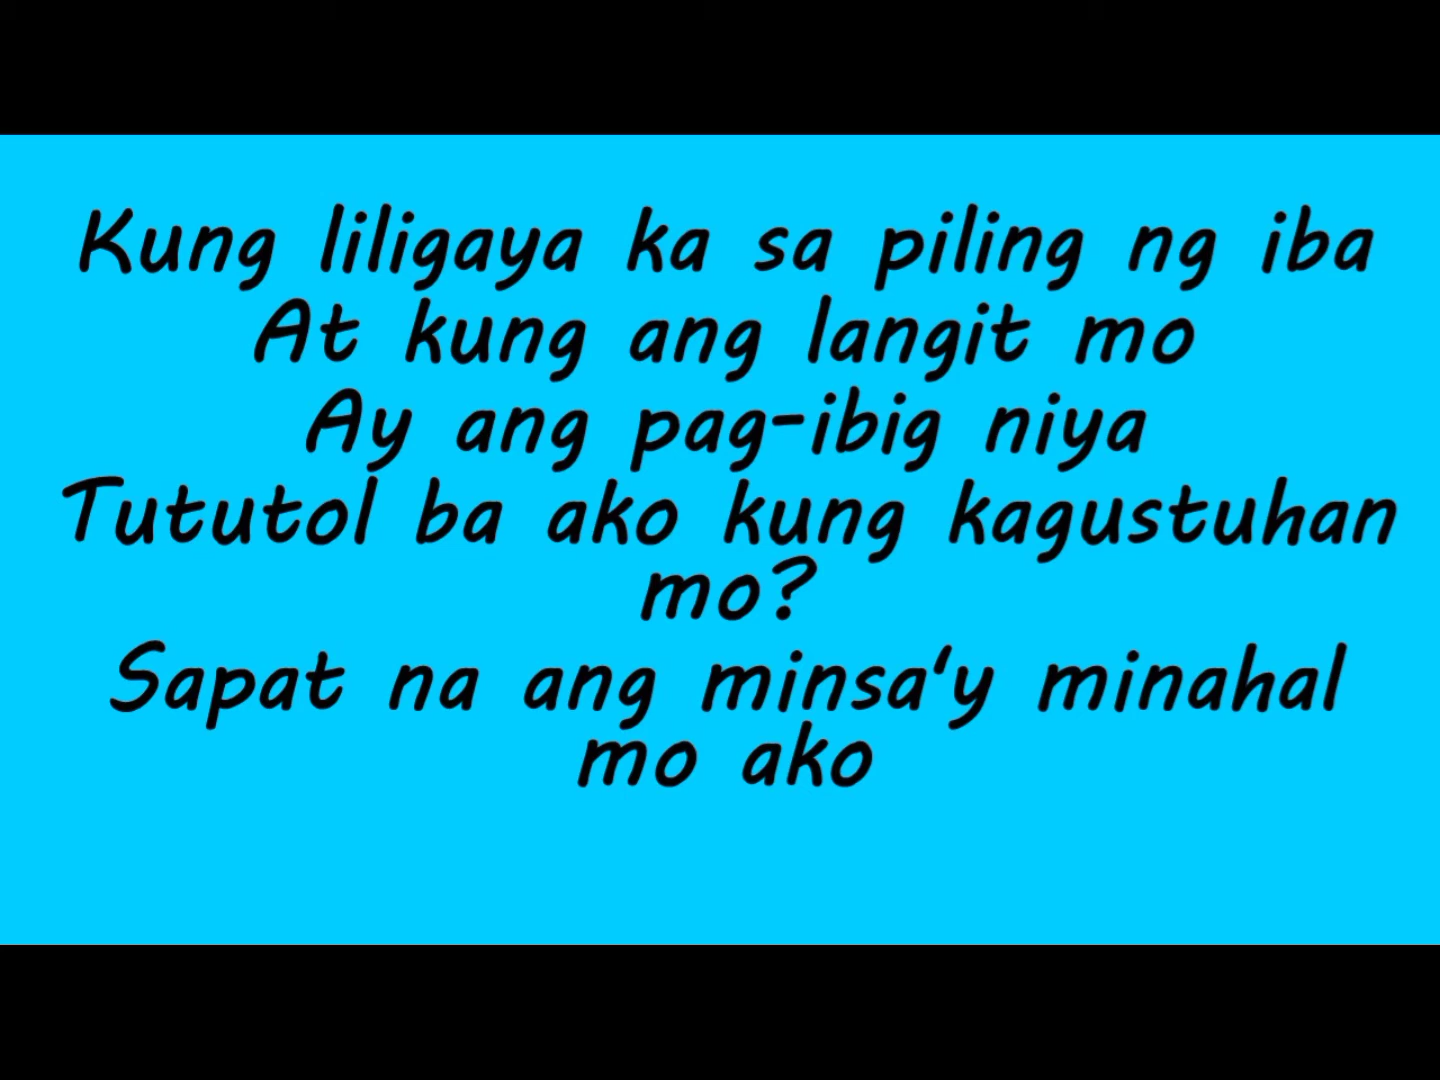 Kung liligaya ka sa piling ng iba
At kung ang langit mo
Ay ang pag-ibig niya
Tututol ba ako kung kagustuhan
mo?
Sapat na ang minsa'y minahal
mo ako